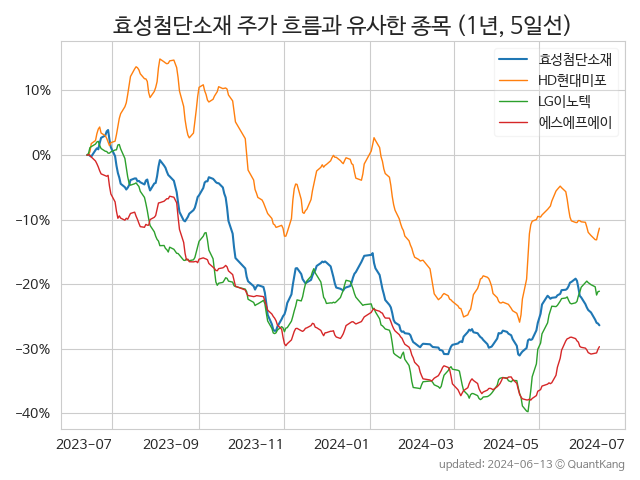 효성첨단소재 주가 흐름과 유사한 종목 (1년, 5일선)
효성첨단소재
HD현대미포
LG이노텍
에스에프에이
10%
0%
−10%
−20%
−30%
−40%
2023-07 2023-09 2023-11 2024-01 2024-03 2024-05 2024-07
updated: 2024-06-13 © QuantKang